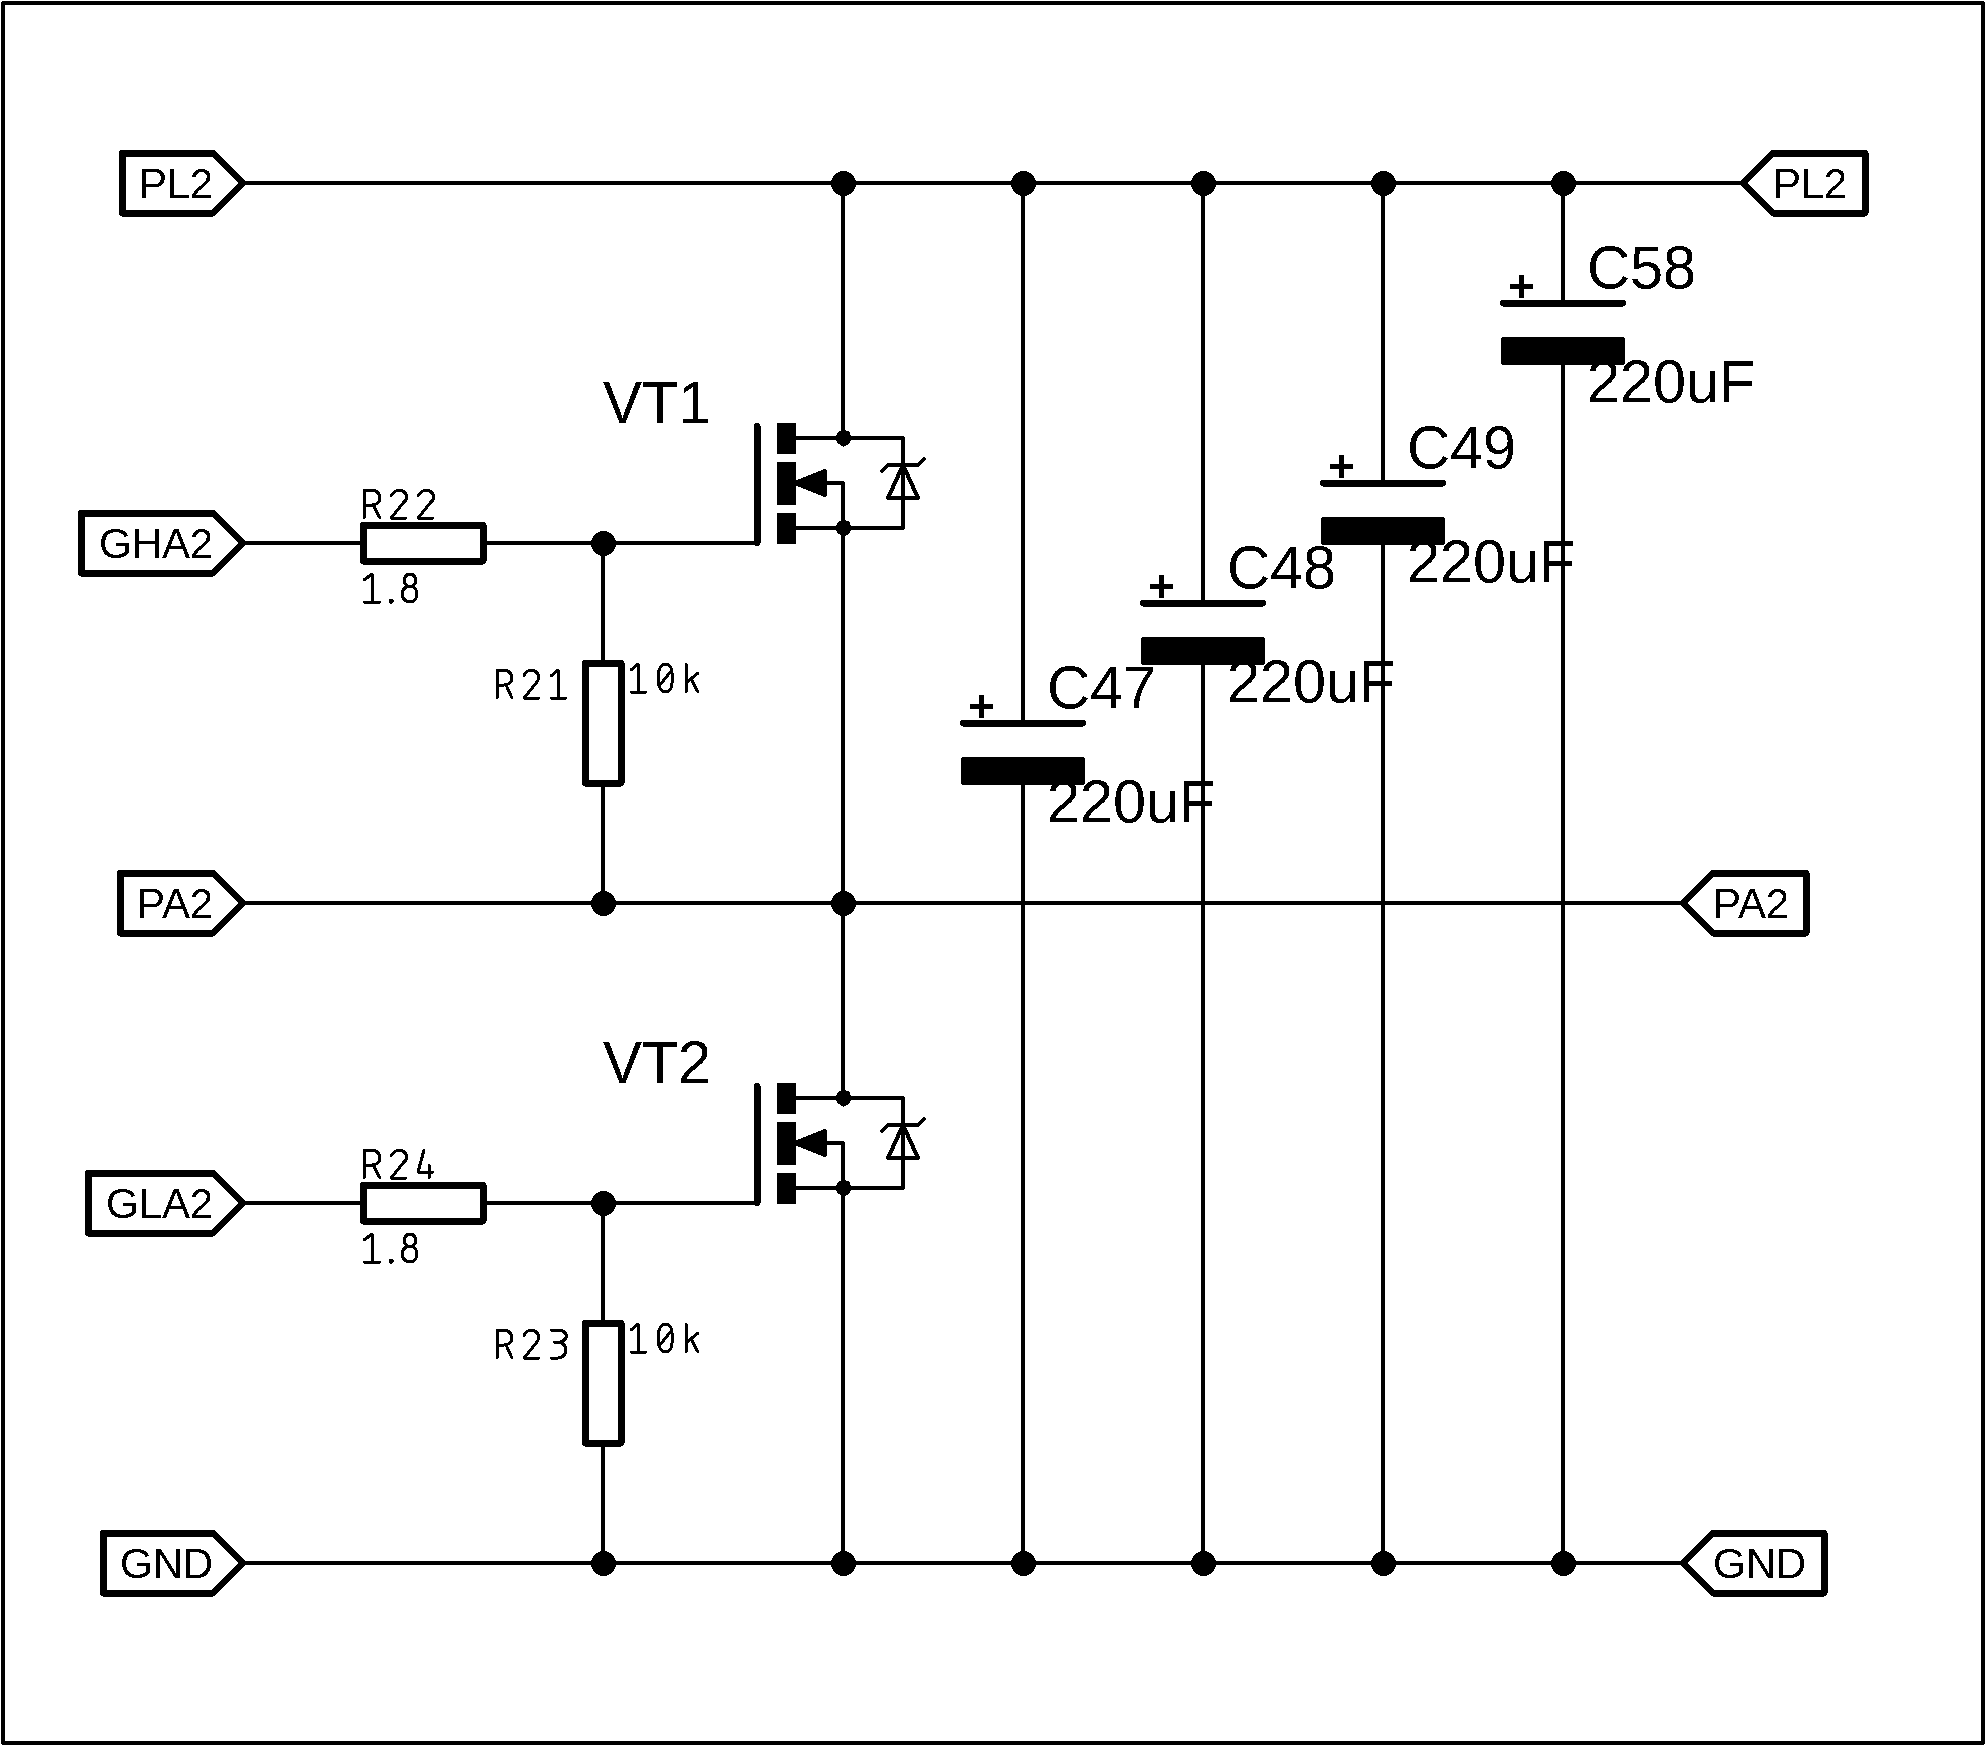 PL2
PL2
C58
+
220uF
VT1
C49
+
220uF
R22
GHA2
1.8
C48
+
220uF
R21
10k
C47
+
220uF
PA2
PA2
VT2
R24
GLA2
1.8
R23
10k
GND
GND